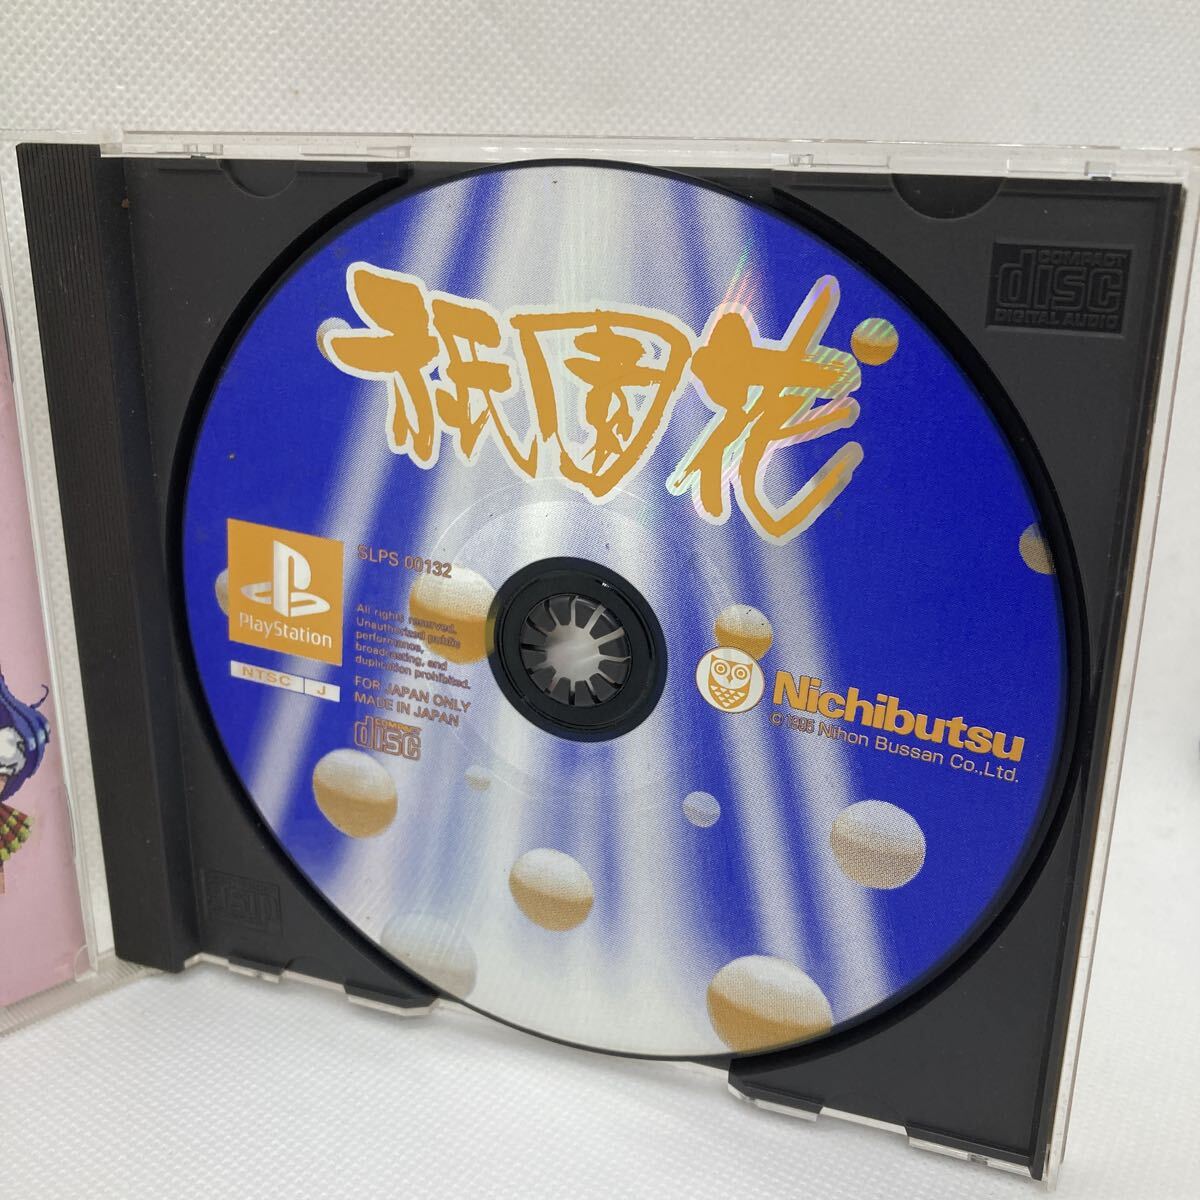 祇園花
SLPS 00132
PlayStation
NTSC J
All rights reserved.
Unauthorized public
performance,
broadcasting, and
duplication prohibited.
FOR JAPAN ONLY
MADE IN JAPAN
COMPACT
disc
Nichibutsu
© 1995 Nihon Bussan Co.,Ltd.
COMPACT
disc
DIGITAL AUDIO